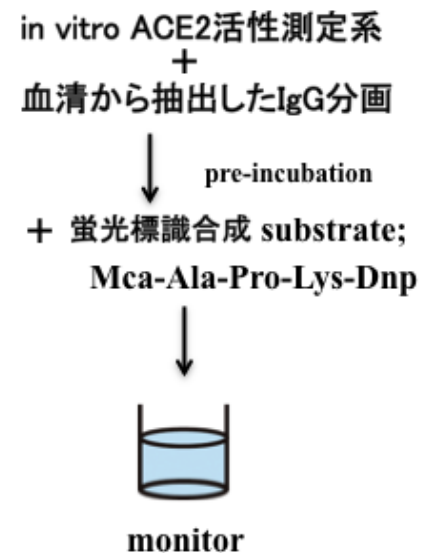 in vitro ACE2活性測定系
+
血清から抽出したIgG分画
pre-incubation
+ 蛍光標識合成 substrate;
Mca-Ala-Pro-Lys-Dnp
monitor